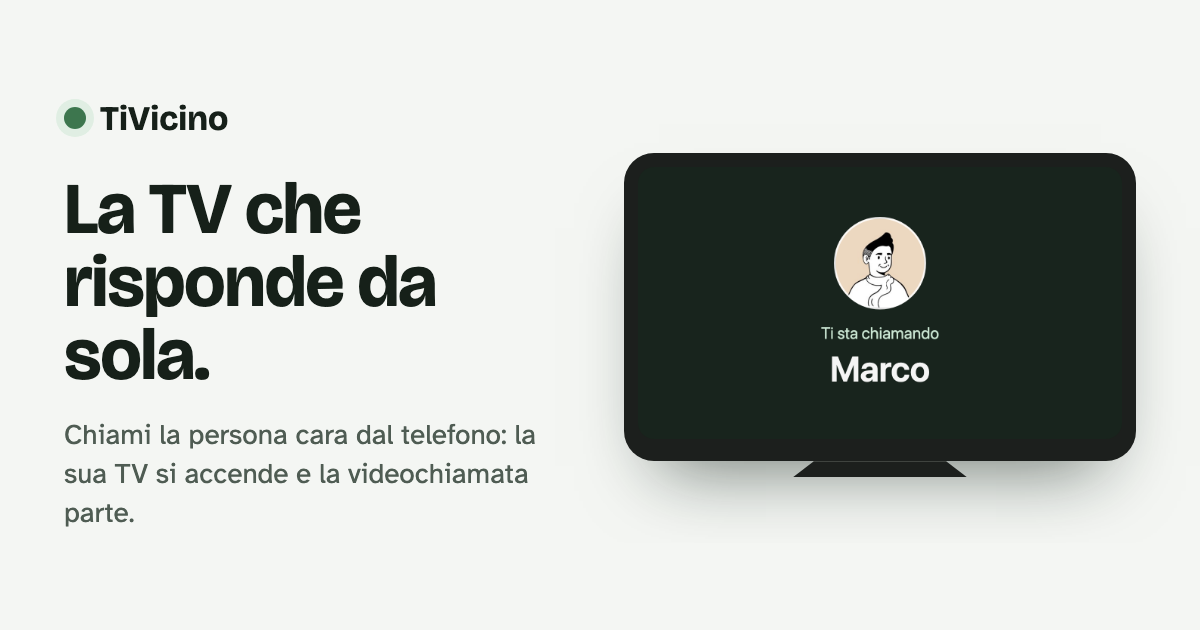 TiVicino
La TV che
risponde da
sola.
Chiami la persona cara dal telefono: la
sua TV si accende e la videochiamata
parte.
Ti sta chiamando
Marco